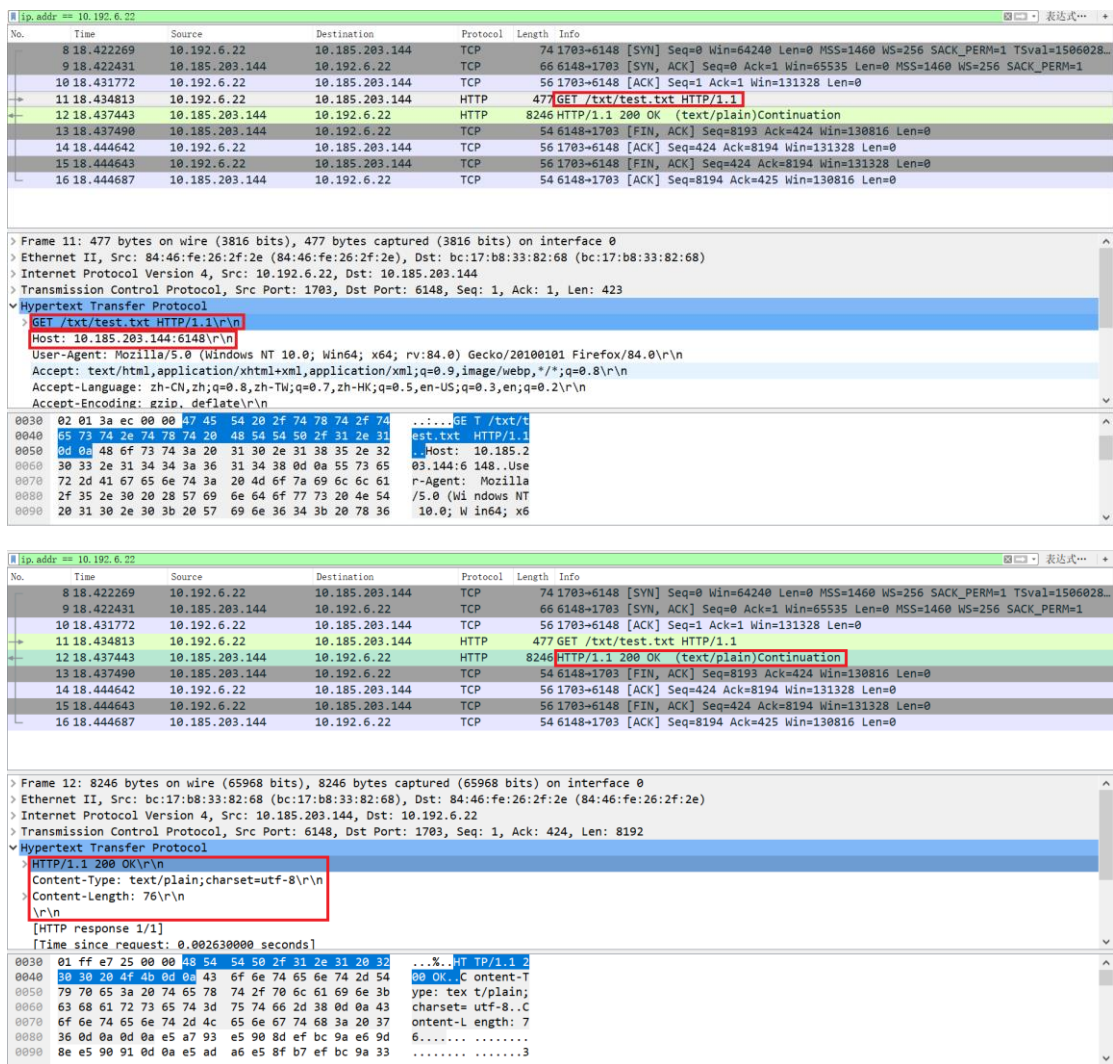 ip.addr == 10.192.6.22 表达式… +
No. Time Source Destination Protocol Length Info
8 18.422269 10.192.6.22 10.185.203.144 TCP 74 1703→6148 [SYN] Seq=0 Win=64240 Len=0 MSS=1460 WS=256 SACK_PERM=1 TSval=1506028…
9 18.422431 10.185.203.144 10.192.6.22 TCP 66 6148→1703 [SYN, ACK] Seq=0 Ack=1 Win=65535 Len=0 MSS=1460 WS=256 SACK_PERM=1
10 18.431772 10.192.6.22 10.185.203.144 TCP 56 1703→6148 [ACK] Seq=1 Ack=1 Win=131328 Len=0
11 18.434813 10.192.6.22 10.185.203.144 HTTP 477 GET /txt/test.txt HTTP/1.1
12 18.437443 10.185.203.144 10.192.6.22 HTTP 8246 HTTP/1.1 200 OK (text/plain)Continuation
13 18.437490 10.185.203.144 10.192.6.22 TCP 54 6148→1703 [FIN, ACK] Seq=8193 Ack=424 Win=130816 Len=0
14 18.444642 10.192.6.22 10.185.203.144 TCP 56 1703→6148 [ACK] Seq=424 Ack=8194 Win=131328 Len=0
15 18.444643 10.192.6.22 10.185.203.144 TCP 56 1703→6148 [FIN, ACK] Seq=424 Ack=8194 Win=131328 Len=0
16 18.444687 10.185.203.144 10.192.6.22 TCP 54 6148→1703 [ACK] Seq=8194 Ack=425 Win=130816 Len=0
> Frame 11: 477 bytes on wire (3816 bits), 477 bytes captured (3816 bits) on interface 0
> Ethernet II, Src: 84:46:fe:26:2f:2e (84:46:fe:26:2f:2e), Dst: bc:17:b8:33:82:68 (bc:17:b8:33:82:68)
> Internet Protocol Version 4, Src: 10.192.6.22, Dst: 10.185.203.144
> Transmission Control Protocol, Src Port: 1703, Dst Port: 6148, Seq: 1, Ack: 1, Len: 423
Hypertext Transfer Protocol
> GET /txt/test.txt HTTP/1.1\r\n
Host: 10.185.203.144:6148\r\n
User-Agent: Mozilla/5.0 (Windows NT 10.0; Win64; x64; rv:84.0) Gecko/20100101 Firefox/84.0\r\n
Accept: text/html,application/xhtml+xml,application/xml;q=0.9,image/webp,*/*;q=0.8\r\n
Accept-Language: zh-CN,zh;q=0.8,zh-TW;q=0.7,zh-HK;q=0.5,en-US;q=0.3,en;q=0.2\r\n
Accept-Encoding: gzip, deflate\r\n
0030 02 01 3a ec 00 00 47 45 54 20 2f 74 78 74 2f 74 ..:...GE T /txt/t
0040 65 73 74 2e 74 78 74 20 48 54 54 50 2f 31 2e 31 est.txt HTTP/1.1
0050 0d 0a 48 6f 73 74 3a 20 31 30 2e 31 38 35 2e 32 ..Host: 10.185.2
0060 30 33 2e 31 34 34 3a 36 31 34 38 0d 0a 55 73 65 03.144:6 148..Use
0070 72 2d 41 67 65 6e 74 3a 20 4d 6f 7a 69 6c 6c 61 r-Agent: Mozilla
0080 2f 35 2e 30 20 28 57 69 6e 64 6f 77 73 20 4e 54 /5.0 (Wi ndows NT
0090 20 31 30 2e 30 3b 20 57 69 6e 36 34 3b 20 78 36 10.0; W in64; x6
ip.addr == 10.192.6.22 表达式… +
No. Time Source Destination Protocol Length Info
8 18.422269 10.192.6.22 10.185.203.144 TCP 74 1703→6148 [SYN] Seq=0 Win=64240 Len=0 MSS=1460 WS=256 SACK_PERM=1 TSval=1506028…
9 18.422431 10.185.203.144 10.192.6.22 TCP 66 6148→1703 [SYN, ACK] Seq=0 Ack=1 Win=65535 Len=0 MSS=1460 WS=256 SACK_PERM=1
10 18.431772 10.192.6.22 10.185.203.144 TCP 56 1703→6148 [ACK] Seq=1 Ack=1 Win=131328 Len=0
11 18.434813 10.192.6.22 10.185.203.144 HTTP 477 GET /txt/test.txt HTTP/1.1
12 18.437443 10.185.203.144 10.192.6.22 HTTP 8246 HTTP/1.1 200 OK (text/plain)Continuation
13 18.437490 10.185.203.144 10.192.6.22 TCP 54 6148→1703 [FIN, ACK] Seq=8193 Ack=424 Win=130816 Len=0
14 18.444642 10.192.6.22 10.185.203.144 TCP 56 1703→6148 [ACK] Seq=424 Ack=8194 Win=131328 Len=0
15 18.444643 10.192.6.22 10.185.203.144 TCP 56 1703→6148 [FIN, ACK] Seq=424 Ack=8194 Win=131328 Len=0
16 18.444687 10.185.203.144 10.192.6.22 TCP 54 6148→1703 [ACK] Seq=8194 Ack=425 Win=130816 Len=0
> Frame 12: 8246 bytes on wire (65968 bits), 8246 bytes captured (65968 bits) on interface 0
> Ethernet II, Src: bc:17:b8:33:82:68 (bc:17:b8:33:82:68), Dst: 84:46:fe:26:2f:2e (84:46:fe:26:2f:2e)
> Internet Protocol Version 4, Src: 10.185.203.144, Dst: 10.192.6.22
> Transmission Control Protocol, Src Port: 6148, Dst Port: 1703, Seq: 1, Ack: 424, Len: 8192
Hypertext Transfer Protocol
> HTTP/1.1 200 OK\r\n
Content-Type: text/plain;charset=utf-8\r\n
> Content-Length: 76\r\n
\r\n
[HTTP response 1/1]
[Time since request: 0.002630000 seconds]
0030 01 ff e7 25 00 00 48 54 54 50 2f 31 2e 31 20 32 ...%..HT TP/1.1 2
0040 30 30 20 4f 4b 0d 0a 43 6f 6e 74 65 6e 74 2d 54 00 OK..C ontent-T
0050 79 70 65 3a 20 74 65 78 74 2f 70 6c 61 69 6e 3b ype: tex t/plain;
0060 63 68 61 72 73 65 74 3d 75 74 66 2d 38 0d 0a 43 charset= utf-8..C
0070 6f 6e 74 65 6e 74 2d 4c 65 6e 67 74 68 3a 20 37 ontent-L ength: 7
0080 36 0d 0a 0d 0a e5 a7 93 e5 90 8d ef bc 9a e6 9d 6....... ........
0090 8e e5 90 91 0d 0a e5 ad a6 e5 8f b7 ef bc 9a 33 ........ .......3